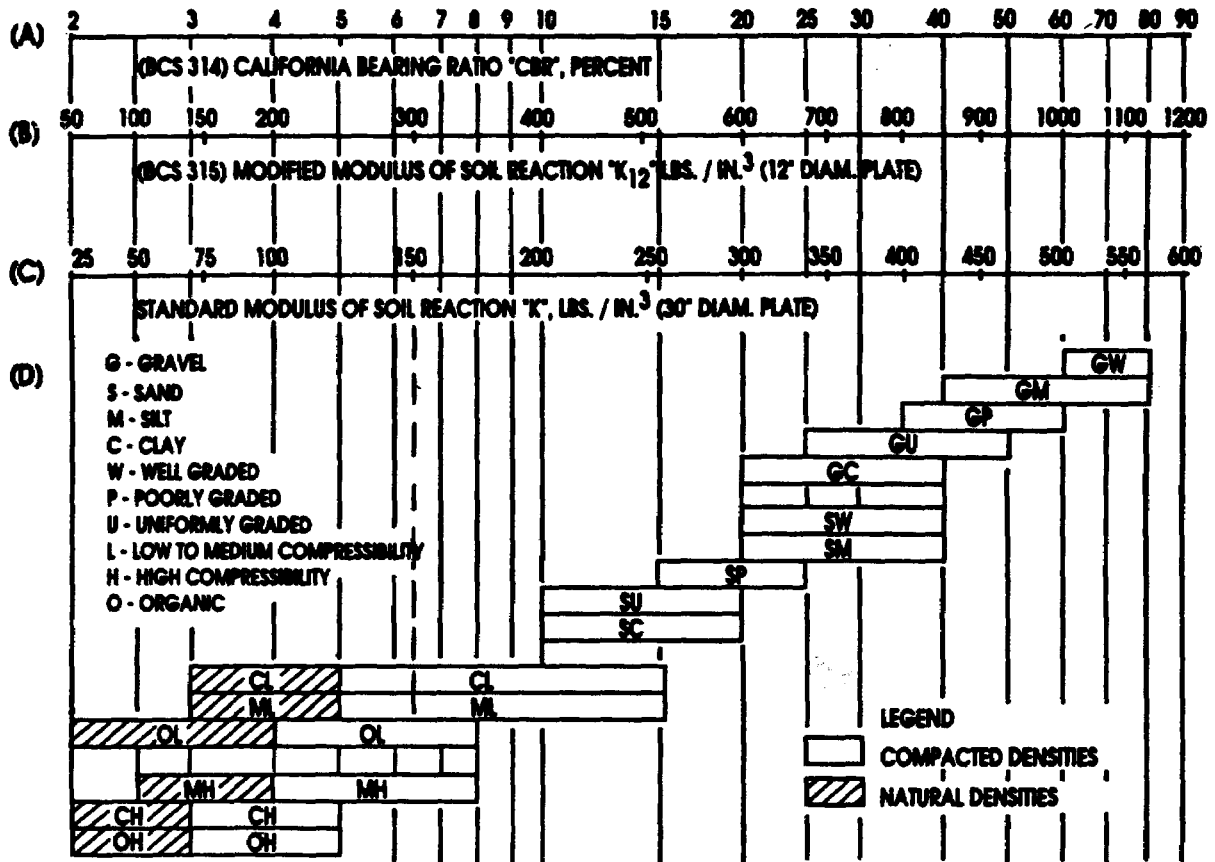 2 3 4 5 6 7 8 9 10 15 20 25 30 40 50 60 70 80 90
(A)
(BCS 314) CALIFORNIA BEARING RATIO "CBR", PERCENT
50 100 150 200 300 400 500 600 700 800 900 1000 1100 1200
(B)
(BCS 315) MODIFIED MODULUS OF SOIL REACTION "K12" LBS. / IN.3 (12" DIAM. PLATE)
25 50 75 100 150 200 250 300 350 400 450 500 550 600
(C)
STANDARD MODULUS OF SOIL REACTION "K", LBS. / IN.3 (30" DIAM. PLATE)
(D)
G - GRAVEL
S - SAND
M - SILT
C - CLAY
W - WELL GRADED
P - POORLY GRADED
U - UNIFORMLY GRADED
L - LOW TO MEDIUM COMPRESSIBILITY
H - HIGH COMPRESSIBILITY
O - ORGANIC
GW
GM
GP
GU
GC
SW
SM
SP
SU
SC
CL CL
ML ML
OL OL
MH MH
CH CH
OH OH
LEGEND
COMPACTED DENSITIES
NATURAL DENSITIES